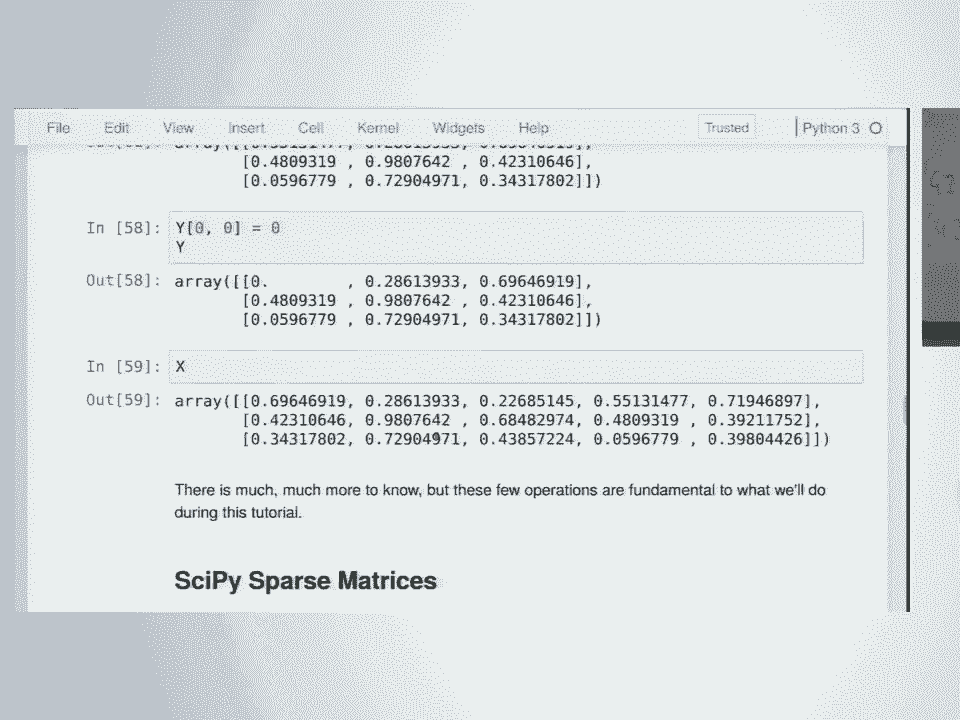 File Edit View Insert Cell Kernel Widgets Help Trusted Python 3
[0.4809319 , 0.9807642 , 0.42310646],
[0.0596779 , 0.72904971, 0.34317802]])
In [58]: Y[0, 0] = 0
Y
Out[58]: array([[0. , 0.28613933, 0.69646919],
[0.4809319 , 0.9807642 , 0.42310646],
[0.0596779 , 0.72904971, 0.34317802]])
In [59]: X
Out[59]: array([[0.69646919, 0.28613933, 0.22685145, 0.55131477, 0.71946897],
[0.42310646, 0.9807642 , 0.68482974, 0.4809319 , 0.39211752],
[0.34317802, 0.72904971, 0.43857224, 0.0596779 , 0.39804426]])
There is much, much more to know, but these few operations are fundamental to what we'll do
during this tutorial.
SciPy Sparse Matrices